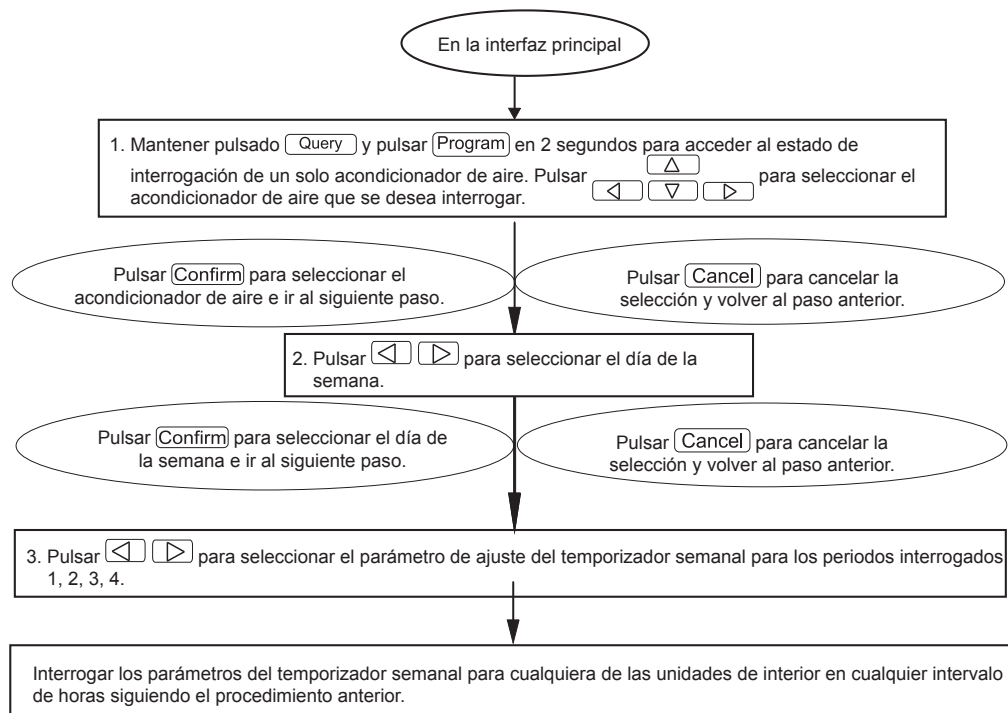 En la interfaz principal
1. Mantener pulsado Query y pulsar Program en 2 segundos para acceder al estado de
interrogación de un solo acondicionador de aire. Pulsar para seleccionar el
acondicionador de aire que se desea interrogar.
Pulsar Confirm para seleccionar el
acondicionador de aire e ir al siguiente paso.
Pulsar Cancel para cancelar la
selección y volver al paso anterior.
2. Pulsar para seleccionar el día de la
semana.
Pulsar Confirm para seleccionar el día de
la semana e ir al siguiente paso.
Pulsar Cancel para cancelar la
selección y volver al paso anterior.
3. Pulsar para seleccionar el parámetro de ajuste del temporizador semanal para los periodos interrogados
1, 2, 3, 4.
Interrogar los parámetros del temporizador semanal para cualquiera de las unidades de interior en cualquier intervalo
de horas siguiendo el procedimiento anterior.